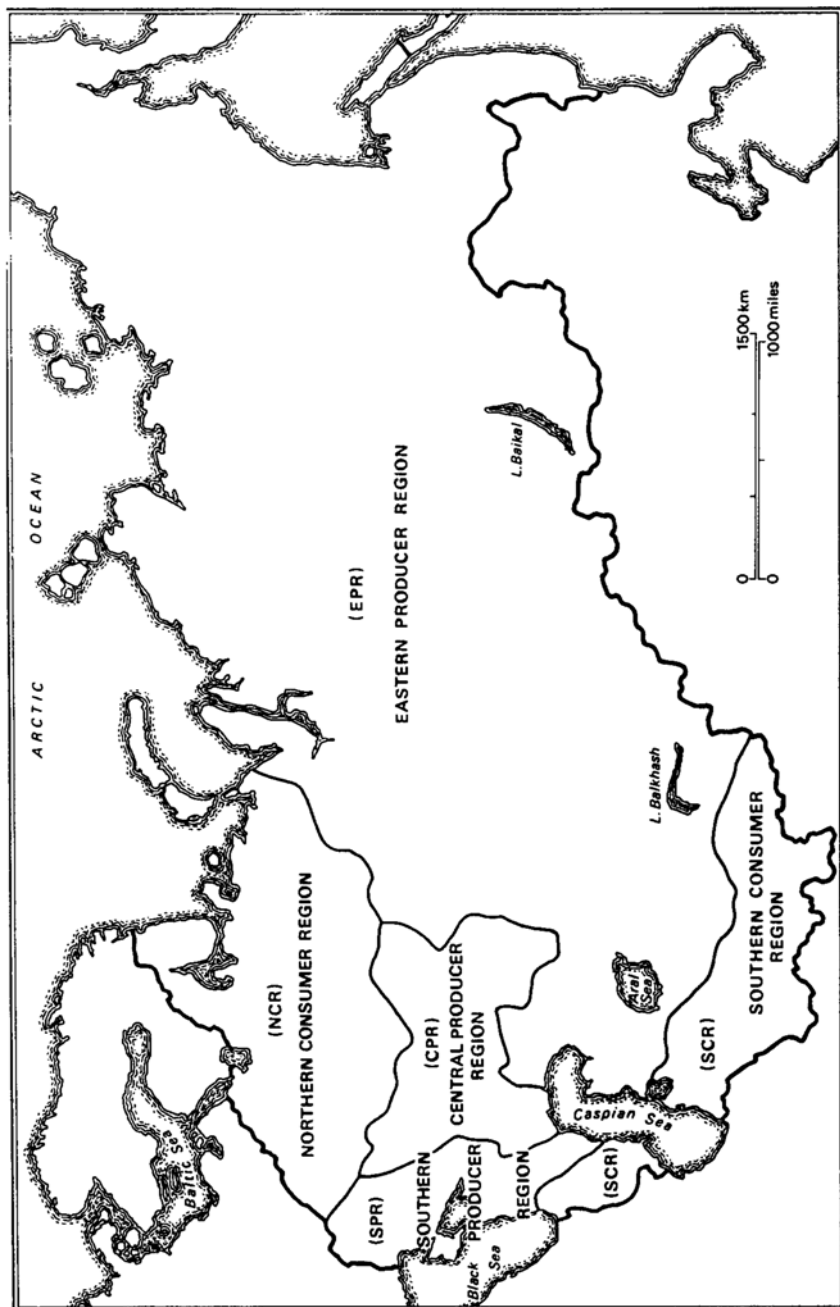 ARCTIC OCEAN
(EPR)
EASTERN PRODUCER REGION
(NCR)
NORTHERN CONSUMER REGION
(CPR)
CENTRAL PRODUCER
REGION
(SPR)
SOUTHERN
PRODUCER
REGION
(SCR)
(SCR)
SOUTHERN CONSUMER
REGION
Baltic Sea
Black
Sea
Caspian Sea
Aral
Sea
L.Balkhash
L.Baikal
0 1500 km
0 1000 miles